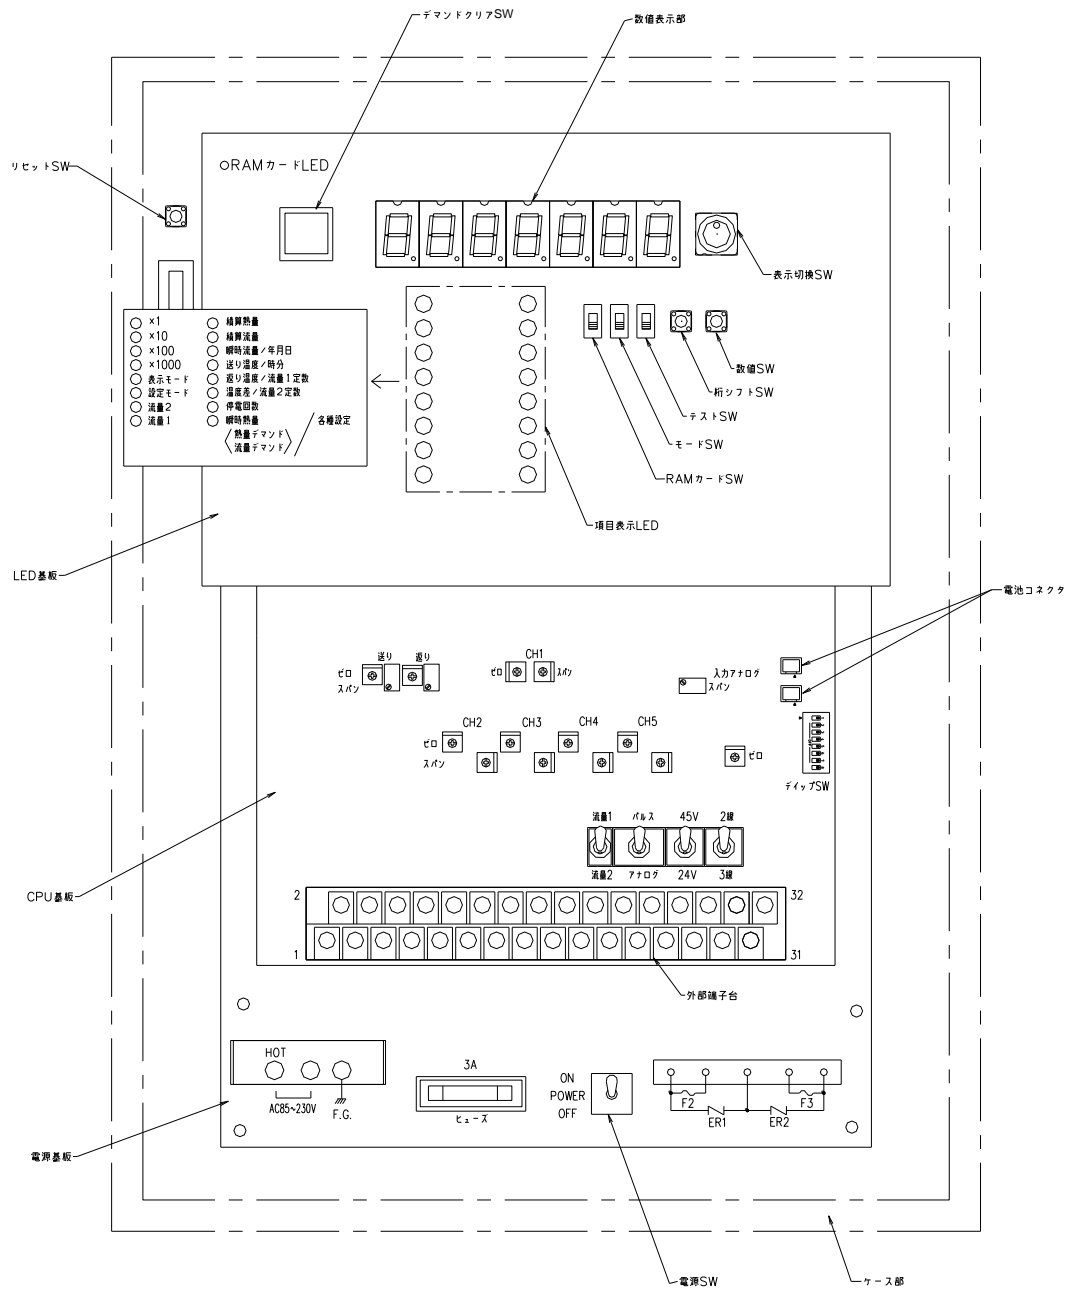 デマンドクリアSW
数値表示部
リセットSW
○RAMカードLED
表示切換SW
×1
×10
×100
×1000
表示モード
設定モード
流量2
流量1
積算熱量
積算流量
瞬時流量/年月日
送り温度/時分
返り温度/流量1定数
温度差/流量2定数
停電回数
瞬時熱量
〈熱量デマンド〉
〈流量デマンド〉
/各種設定
数値SW
桁シフトSW
テストSW
モードSW
RAMカードSW
項目表示LED
LED基板
電池コネクタ
送り 返り
ゼロ
スパン
CH1
ゼロ スパン
入力アナログ
スパン
CH2 CH3 CH4 CH5
ゼロ
スパン
ゼロ
ディップSW
流量1 パルス 45V 2線
流量2 アナログ 24V 3線
CPU基板
2 32
1 31
外部端子台
HOT
AC85~230V
F.G.
3A
ヒューズ
ON
POWER
OFF
F2 F3
ER1 ER2
電源基板
電源SW
ケース部